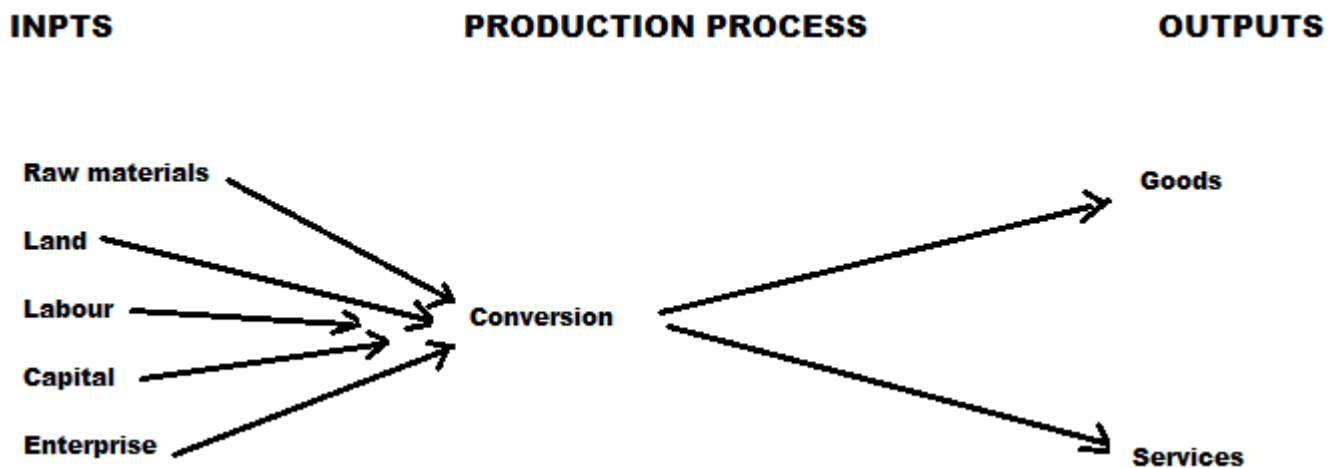 INPTS PRODUCTION PROCESS OUTPUTS
Raw materials
Goods
Land
Labour
Conversion
Capital
Enterprise
Services